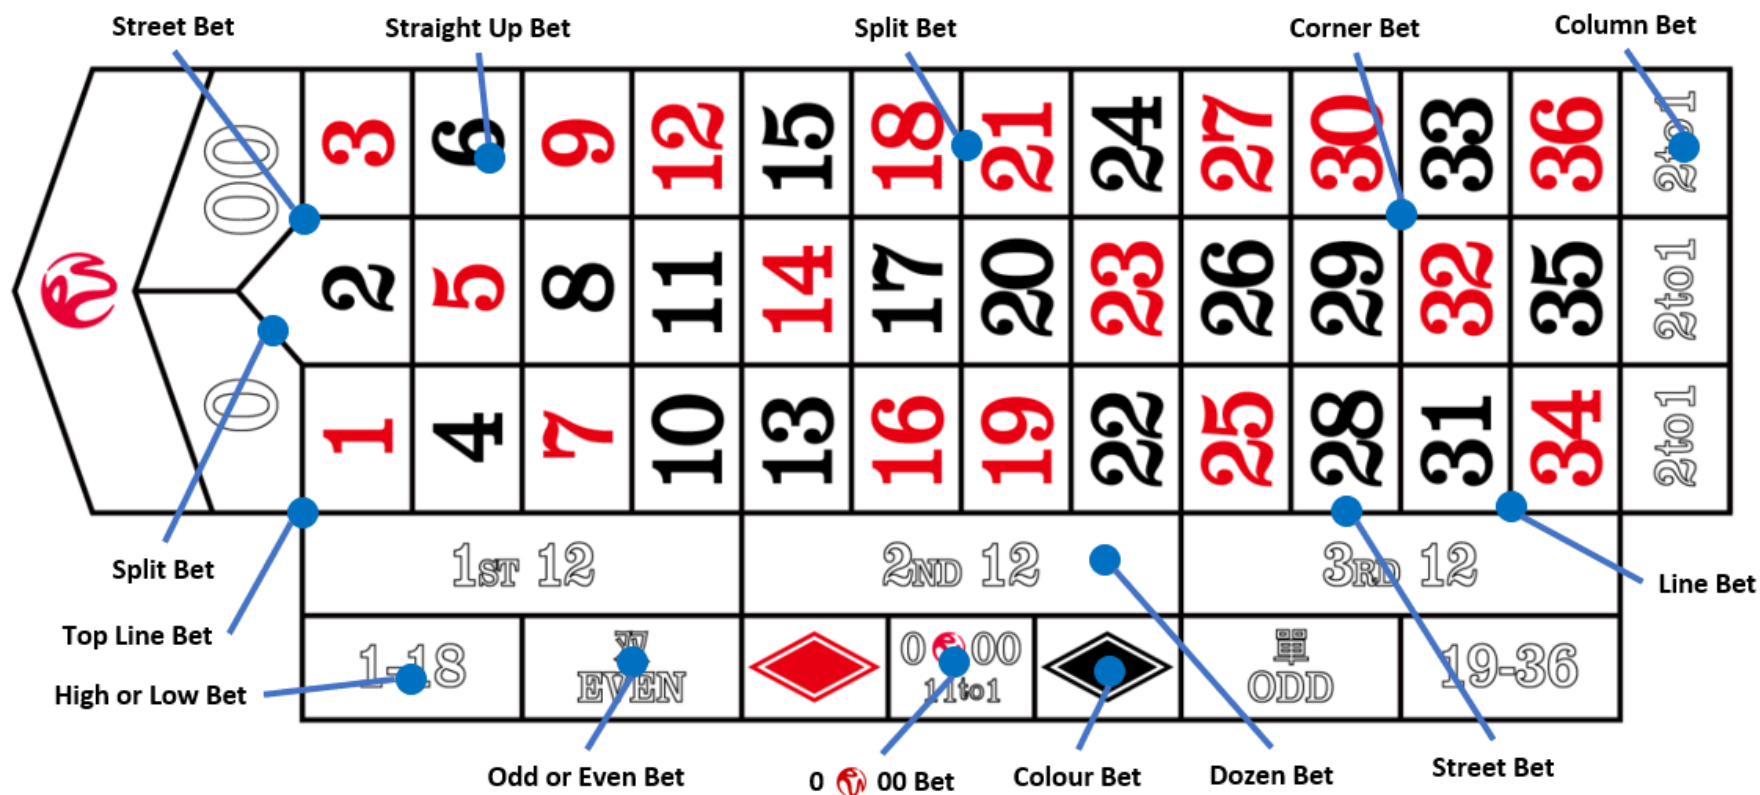 Street Bet
Straight Up Bet
Split Bet
Corner Bet
Column Bet
00 3 6 9 12 15 18 21 24 27 30 33 36 2to1
2 5 8 11 14 17 20 23 26 29 32 35 2to1
0 1 4 7 10 13 16 19 22 25 28 31 34 2to1
1ST 12
2ND 12
3RD 12
Split Bet
Line Bet
Top Line Bet
1-18
EVEN
0 00
11to1
單
ODD
19-36
High or Low Bet
Odd or Even Bet
0 00 Bet
Colour Bet
Dozen Bet
Street Bet